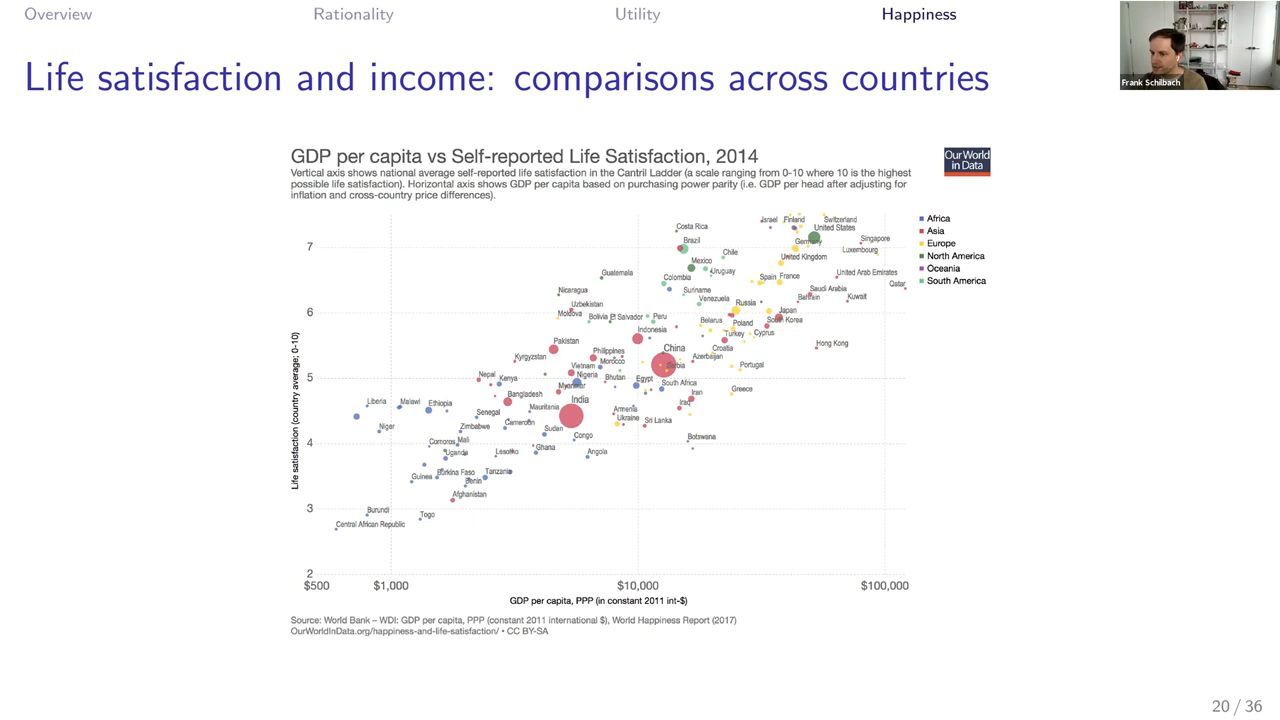 Overview Rationality Utility Happiness
Frank Schilbach
Life satisfaction and income: comparisons across countries
GDP per capita vs Self-reported Life Satisfaction, 2014
Our World
in Data
Vertical axis shows national average self-reported life satisfaction in the Cantril Ladder (a scale ranging from 0-10 where 10 is the highest
possible life satisfaction). Horizontal axis shows GDP per capita based on purchasing power parity (i.e. GDP per head after adjusting for
inflation and cross-country price differences).
Africa
Asia
Europe
North America
Oceania
South America
Life satisfaction (country average; 0-10)
7
6
5
4
3
2
Israel
Finland
Switzerland
Costa Rica
United States
Brazil
Germany
Singapore
Luxembourg
Chile
United Kingdom
Mexico
Uruguay
Guatemala
Colombia
Spain
France
United Arab Emirates
Qatar
Nicaragua
Suriname
Saudi Arabia
Bahrain
Kuwait
Uzbekistan
Venezuela
Russia
Moldova
Bolivia
El Salvador
Peru
Belarus
Poland
Japan
South Korea
Indonesia
Turkey
Cyprus
Pakistan
China
Croatia
Hong Kong
Kyrgyzstan
Philippines
Morocco
Azerbaijan
Vietnam
Portugal
Nepal
Kenya
Nigeria
Bhutan
Egypt
South Africa
Myanmar
Greece
Bangladesh
India
Iran
Iraq
Liberia
Malawi
Ethiopia
Senegal
Mauritania
Armenia
Ukraine
Sri Lanka
Niger
Zimbabwe
Cameroon
Sudan
Congo
Botswana
Comoros
Mali
Uganda
Lesotho
Ghana
Angola
Guinea
Burkina Faso
Benin
Tanzania
Afghanistan
Burundi
Togo
Central African Republic
$500 $1,000 $10,000 $100,000
GDP per capita, PPP (in constant 2011 int-$)
Source: World Bank – WDI: GDP per capita, PPP (constant 2011 international $), World Happiness Report (2017)
OurWorldInData.org/happiness-and-life-satisfaction/ • CC BY-SA
20 / 36